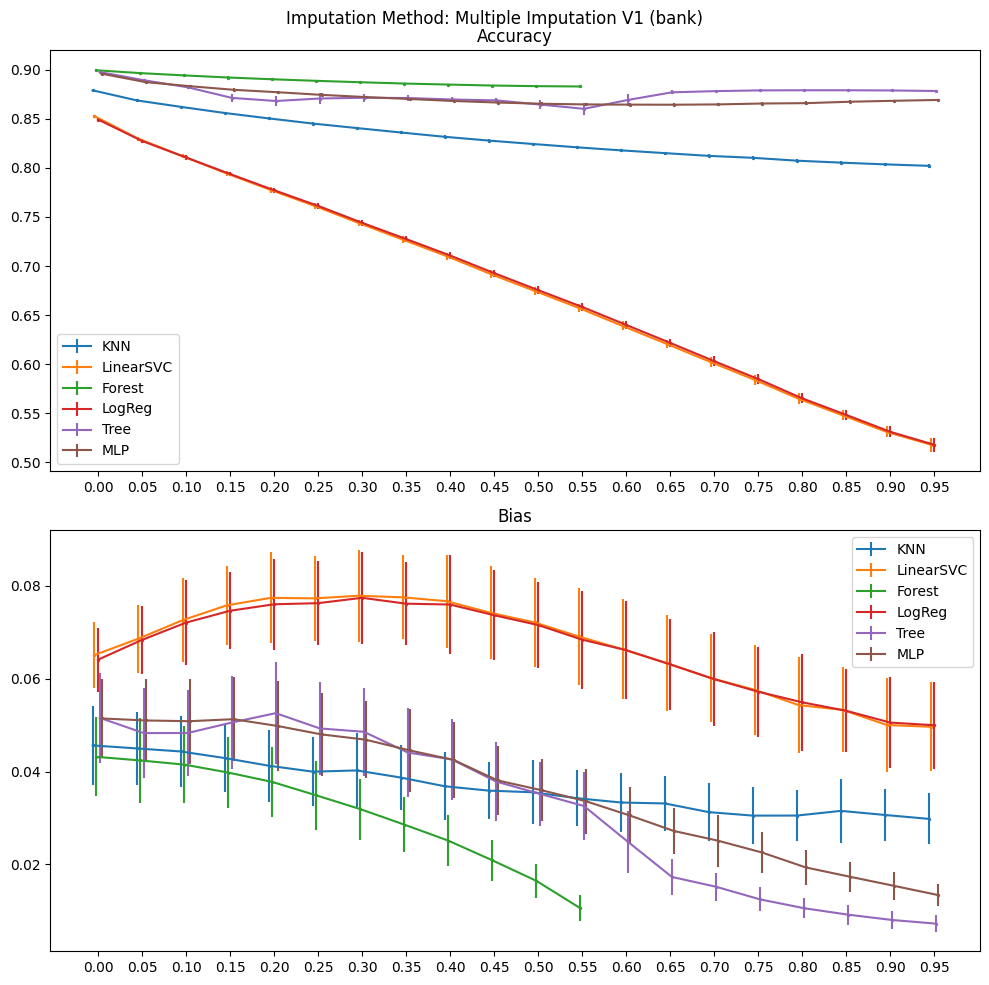 Imputation Method: Multiple Imputation V1 (bank)
Accuracy
0.90
0.85
0.80
0.75
0.70
0.65
0.60
0.55
0.50
KNN
LinearSVC
Forest
LogReg
Tree
MLP
0.00 0.05 0.10 0.15 0.20 0.25 0.30 0.35 0.40 0.45 0.50 0.55 0.60 0.65 0.70 0.75 0.80 0.85 0.90 0.95
Bias
0.08
0.06
0.04
0.02
KNN
LinearSVC
Forest
LogReg
Tree
MLP
0.00 0.05 0.10 0.15 0.20 0.25 0.30 0.35 0.40 0.45 0.50 0.55 0.60 0.65 0.70 0.75 0.80 0.85 0.90 0.95